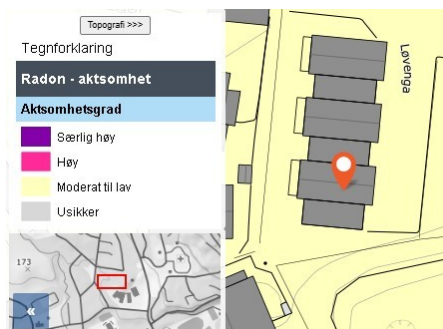 Topografi >>>
Tegnforklaring
Radon - aktsomhet
Aktsomhetsgrad
Særlig høy
Høy
Moderat til lav
Usikker
173
«
Løvenga